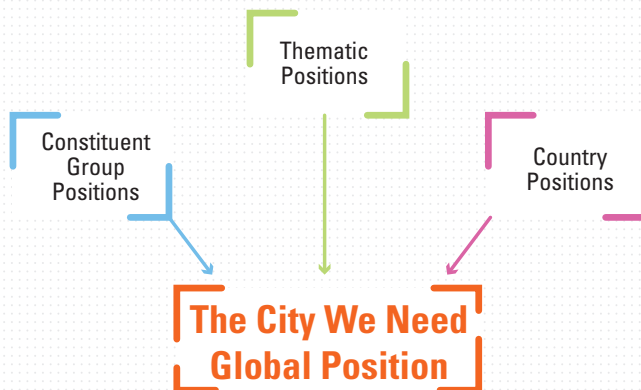 Thematic
Positions
Constituent
Group
Positions
Country
Positions
The City We Need
Global Position